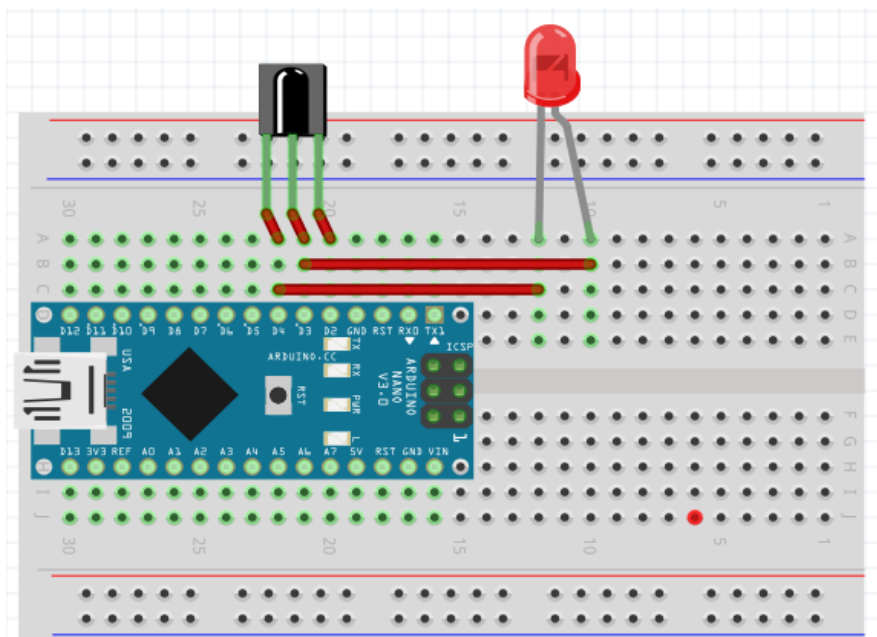 30 25 20 15 10 5 1
A A
B B
C C
D D
E E
D12 D11 D10 D9 D8 D7 D6 D5 D4 D3 D2 GND RST RX0 TX1
TX
RX
PWR
L
ARDUINO.CC
RST
ICSP
ARDUINO
NANO
V3.0
USA
2009
1
D13 3V3 REF A0 A1 A2 A3 A4 A5 A6 A7 5V RST GND VIN
F F
G G
H H
I I
J J
30 25 20 15 10 5 1